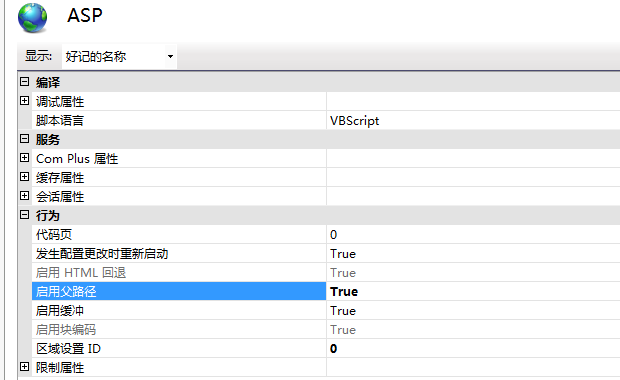 ASP
显示: 好记的名称
编译
调试属性
脚本语言 VBScript
服务
Com Plus 属性
缓存属性
会话属性
行为
代码页 0
发生配置更改时重新启动 True
启用 HTML 回退 True
启用父路径 True
启用缓冲 True
启用块编码 True
区域设置 ID 0
限制属性